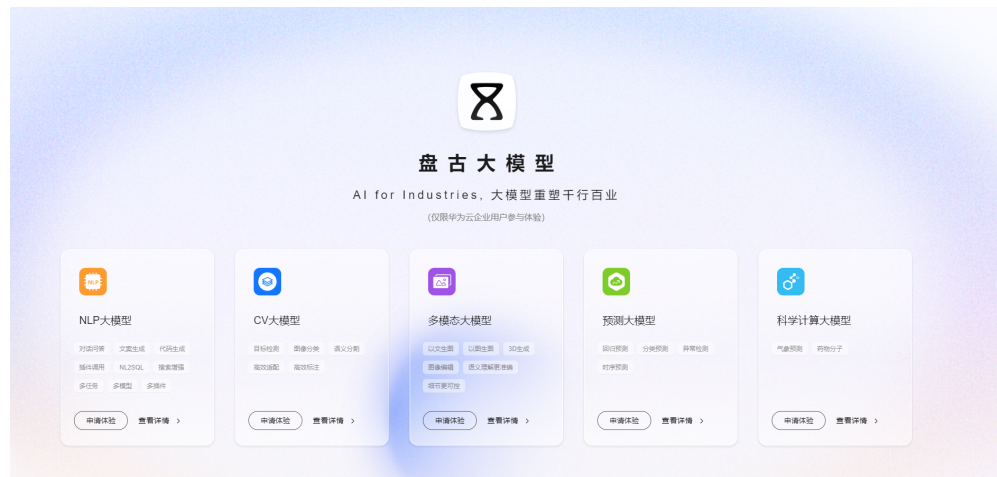 盘古大模型
AI for Industries, 大模型重塑千行百业
(仅限华为云企业用户参与体验)
NLP
NLP大模型
对话问答 文案生成 代码生成
插件调用 NL2SQL 搜索增强
多任务 多模型 多插件
申请体验 查看详情 >
CV大模型
目标检测 图像分类 语义分割
高效适配 高效标注
申请体验 查看详情 >
多模态大模型
以文生图 以图生图 3D生成
图像编辑 语义理解更准确
细节更可控
申请体验 查看详情 >
预测大模型
回归预测 分类预测 异常检测
时序预测
申请体验 查看详情 >
科学计算大模型
气象预测 药物分子
申请体验 查看详情 >